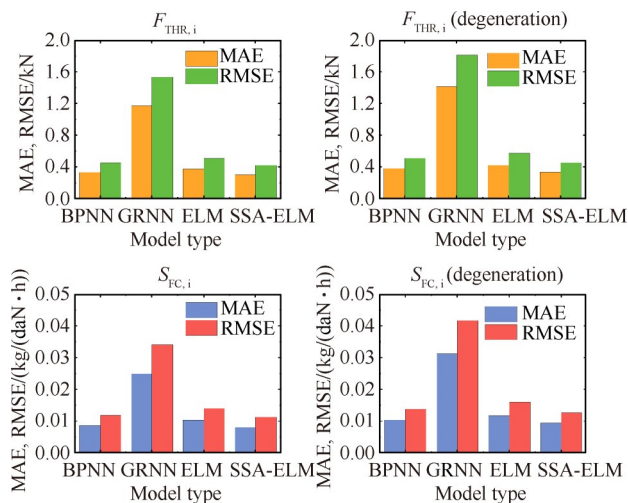 F_THR, i
MAE, RMSE/kN
2.0
1.6
1.2
0.8
0.4
0.0
MAE
RMSE
BPNN GRNN ELM SSA-ELM
Model type
F_THR, i (degeneration)
MAE, RMSE/kN
2.0
1.6
1.2
0.8
0.4
0.0
MAE
RMSE
BPNN GRNN ELM SSA-ELM
Model type
S_FC, i
MAE, RMSE/(kg/(daN·h))
0.05
0.04
0.03
0.02
0.01
0.00
MAE
RMSE
BPNN GRNN ELM SSA-ELM
Model type
S_FC, i (degeneration)
MAE, RMSE/(kg/(daN·h))
0.05
0.04
0.03
0.02
0.01
0.00
MAE
RMSE
BPNN GRNN ELM SSA-ELM
Model type